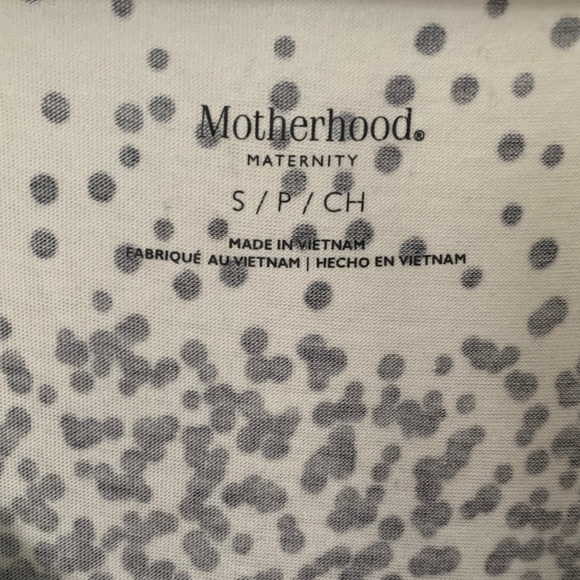 Motherhood®
MATERNITY
S / P / CH
MADE IN VIETNAM
FABRIQUÉ AU VIETNAM | HECHO EN VIETNAM